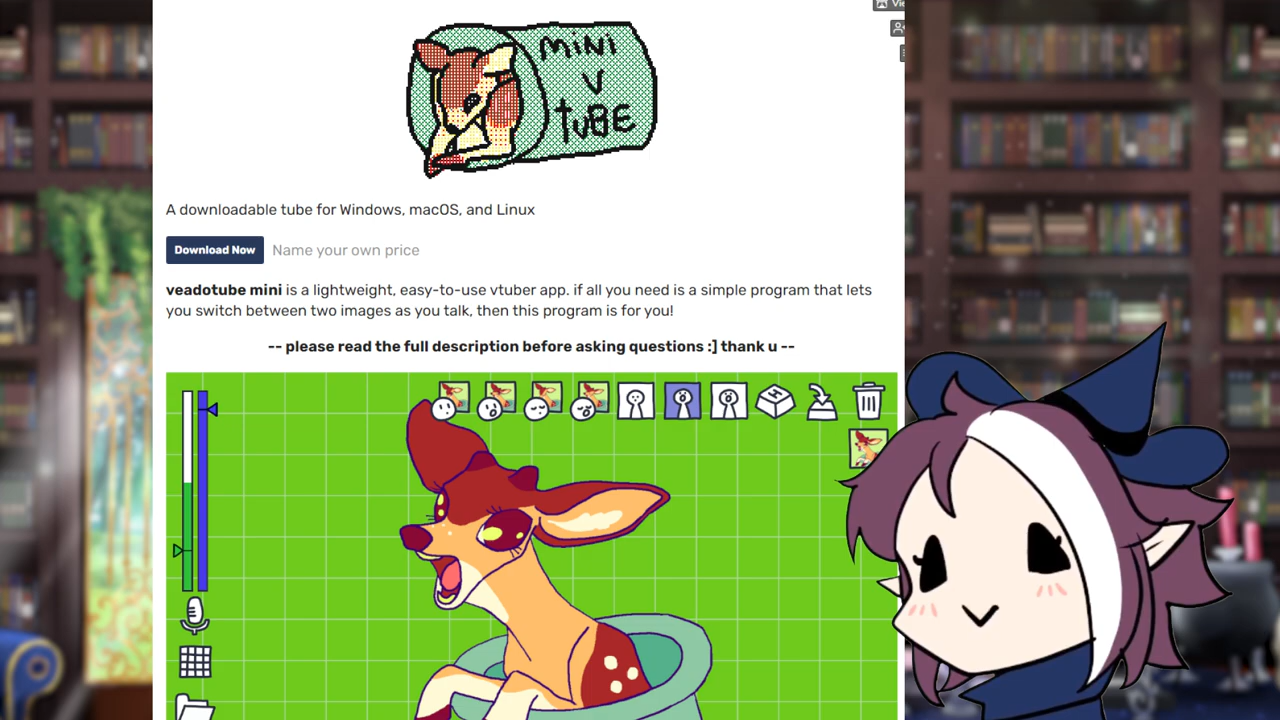 MiNi
V
tuBE
A downloadable tube for Windows, macOS, and Linux
Download Now Name your own price
veadotube mini is a lightweight, easy-to-use vtuber app. if all you need is a simple program that lets
you switch between two images as you talk, then this program is for you!
-- please read the full description before asking questions :] thank u --